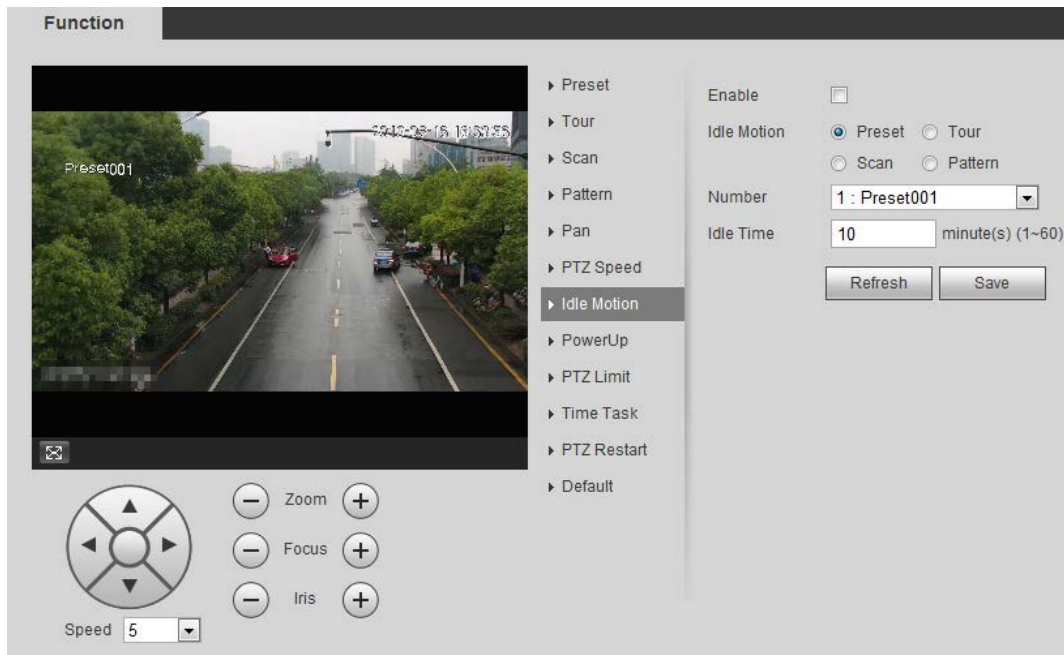 Function
Preset001
Preset
Tour
Scan
Pattern
Pan
PTZ Speed
Idle Motion
PowerUp
PTZ Limit
Time Task
PTZ Restart
Default
Enable
Idle Motion Preset Tour
Scan Pattern
Number 1 : Preset001
Idle Time 10 minute(s) (1~60)
Refresh Save
Zoom
Focus
Iris
Speed 5